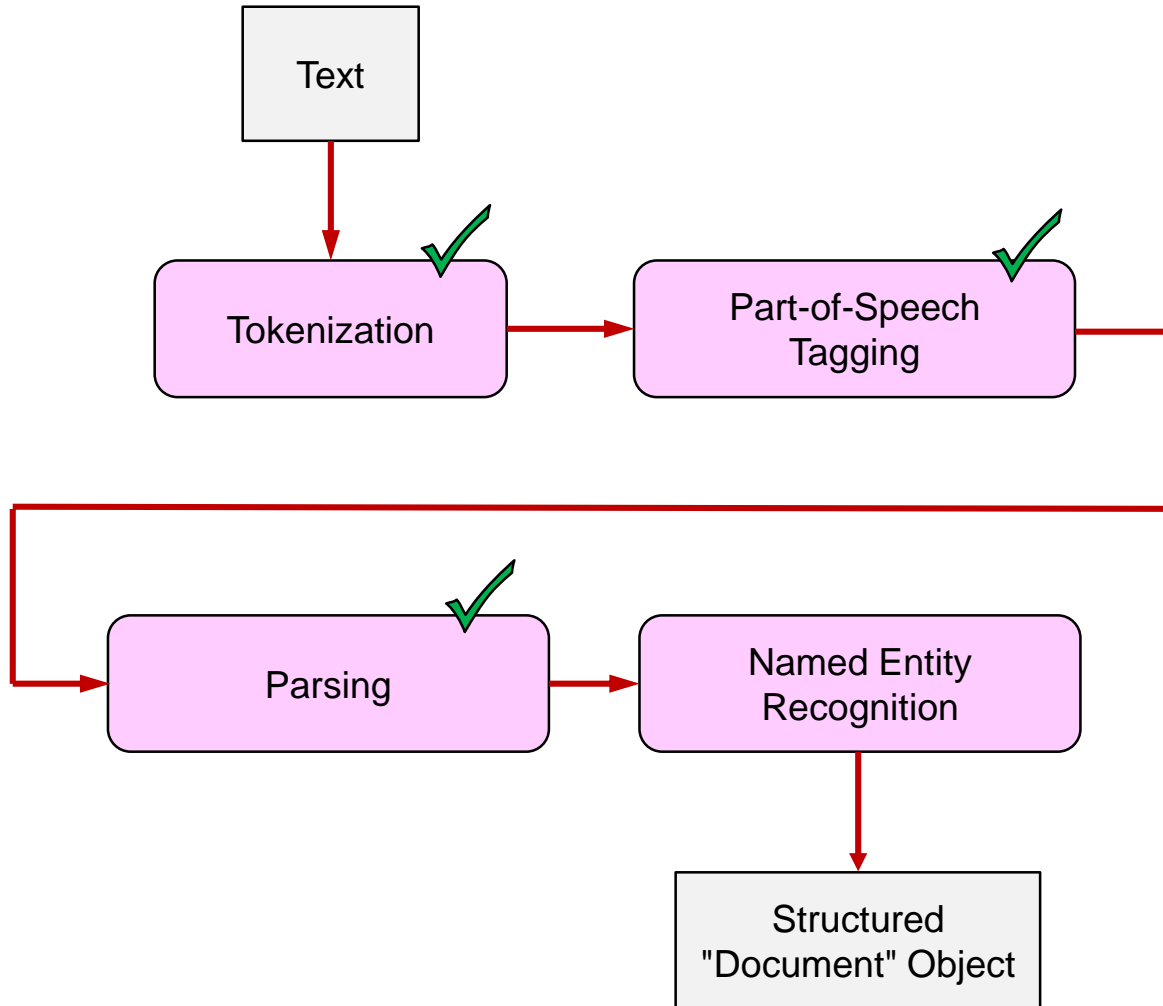 Text
Tokenization
Part-of-Speech
Tagging
Parsing
Named Entity
Recognition
Structured
"Document" Object